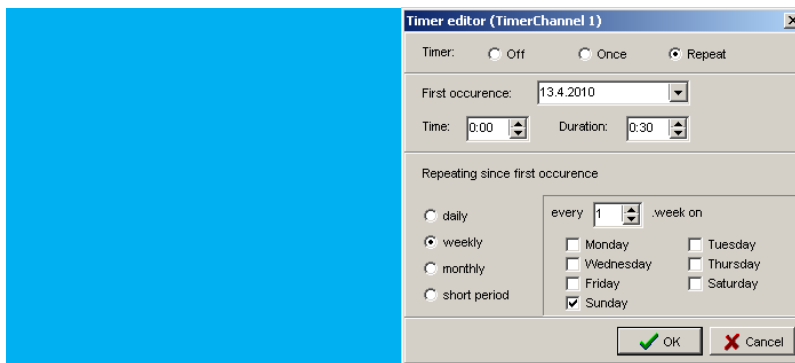 Timer editor (TimerChannel 1)
Timer: Off Once Repeat
First occurence: 13.4.2010
Time: 0:00 Duration: 0:30
Repeating since first occurence
daily
weekly
monthly
short period
every 1 .week on
Monday Tuesday
Wednesday Thursday
Friday Saturday
Sunday
OK Cancel